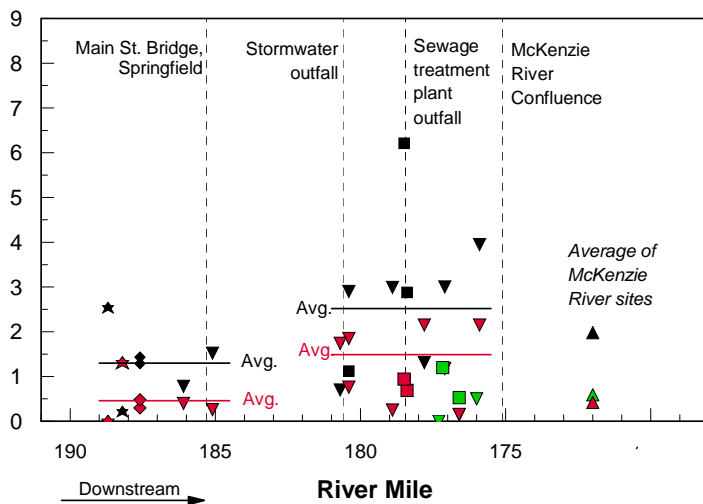 9
8
7
6
5
4
3
2
1
0
Main St. Bridge,
Springfield
Stormwater
outfall
Sewage
treatment
plant
outfall
McKenzie
River
Confluence
Average of
McKenzie
River sites
Avg.
Avg.
Avg.
Avg.
190
185
180
175
Downstream
River Mile